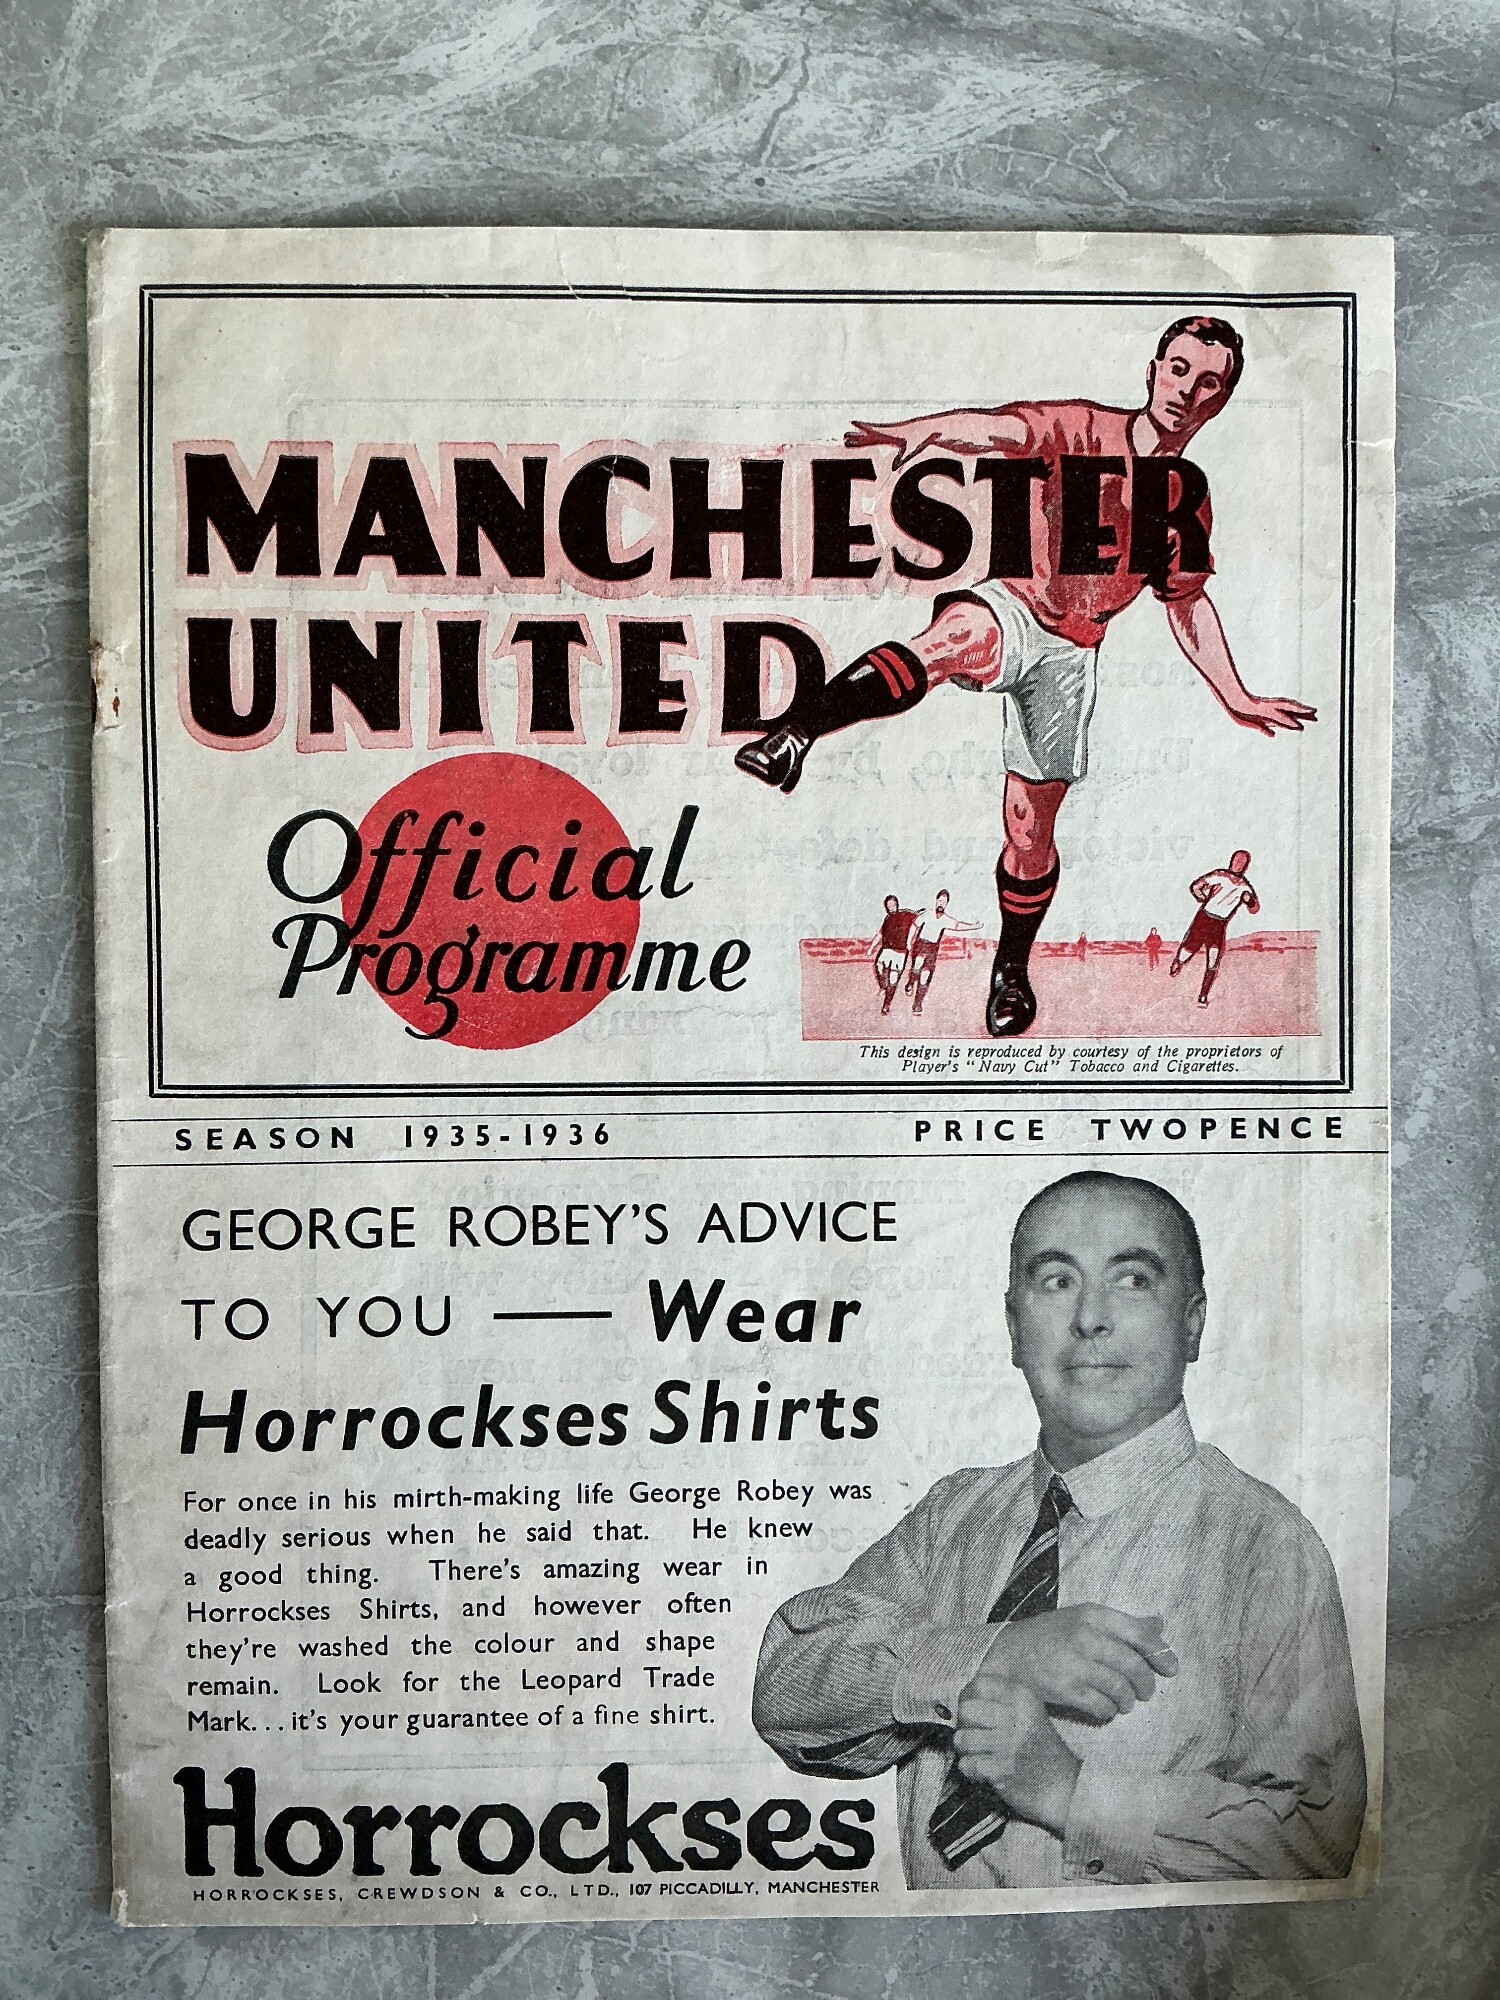 MANCHESTER
UNITED
Official
Programme
This design is reproduced by courtesy of the proprietors of
Player's "Navy Cut" Tobacco and Cigarettes.
SEASON 1935-1936 PRICE TWOPENCE
GEORGE ROBEY'S ADVICE
TO YOU — Wear
Horrockses Shirts
For once in his mirth-making life George Robey was
deadly serious when he said that. He knew
a good thing. There's amazing wear in
Horrockses Shirts, and however often
they're washed the colour and shape
remain. Look for the Leopard Trade
Mark...it's your guarantee of a fine shirt.
Horrockses
HORROCKSES, CREWDSON & CO., LTD., 107 PICCADILLY, MANCHESTER